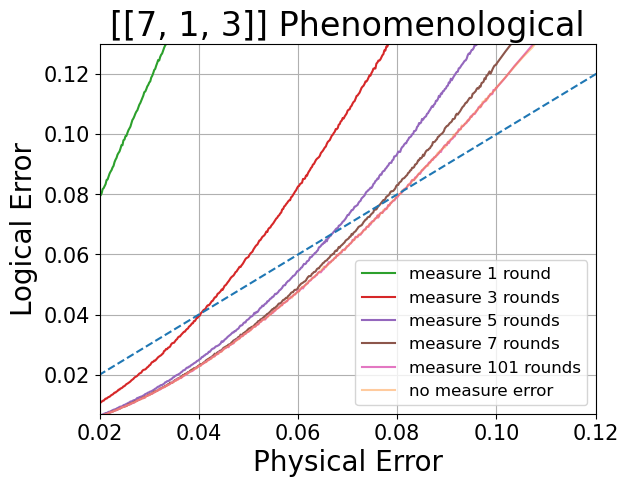 [[7, 1, 3]] Phenomenological
Logical Error
0.12
0.10
0.08
0.06
0.04
0.02
measure 1 round
measure 3 rounds
measure 5 rounds
measure 7 rounds
measure 101 rounds
no measure error
0.02 0.04 0.06 0.08 0.10 0.12
Physical Error